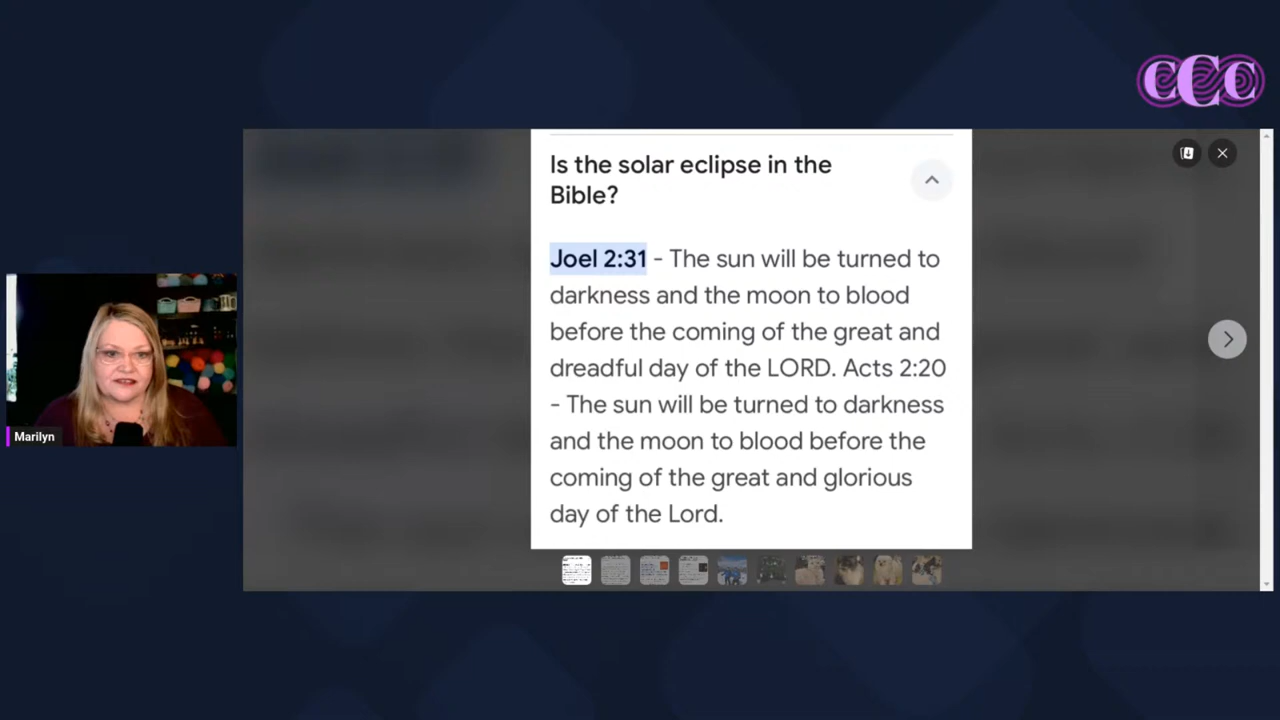 CCC
Is the solar eclipse in the
Bible?
Joel 2:31 - The sun will be turned to
darkness and the moon to blood
before the coming of the great and
dreadful day of the LORD. Acts 2:20
- The sun will be turned to darkness
and the moon to blood before the
coming of the great and glorious
day of the Lord.
Marilyn